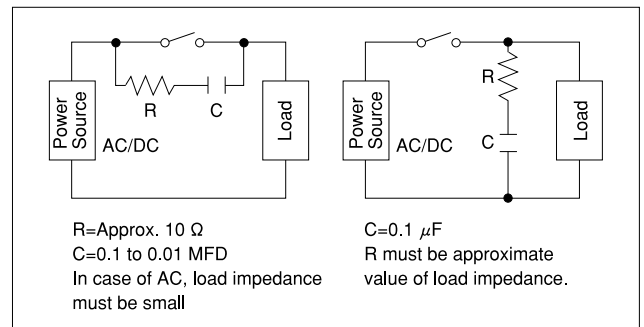 Power
Source
AC/DC
R
C
Load
R=Approx. 10 Ω
C=0.1 to 0.01 MFD
In case of AC, load impedance
must be small
Power
Source
AC/DC
R
C
Load
C=0.1 μF
R must be approximate
value of load impedance.